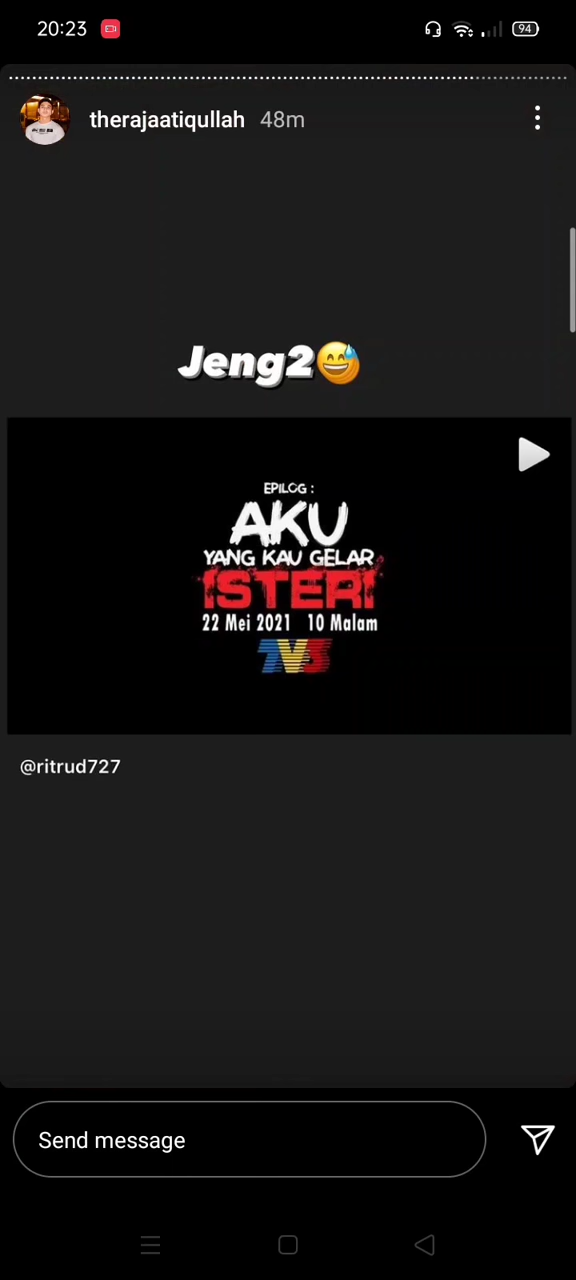 20:23
94
therajaatiqullah 48m
Jeng2😅
EPILOG :
AKU
YANG KAU GELAR
ISTERI
22 Mei 2021 10 Malam
TV3
@ritrud727
Send message